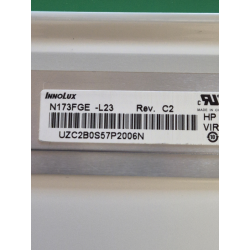 INNOLUX
N173FGE -L23 Rev. C2
UZC2B0S57P2006N
HP
VIR